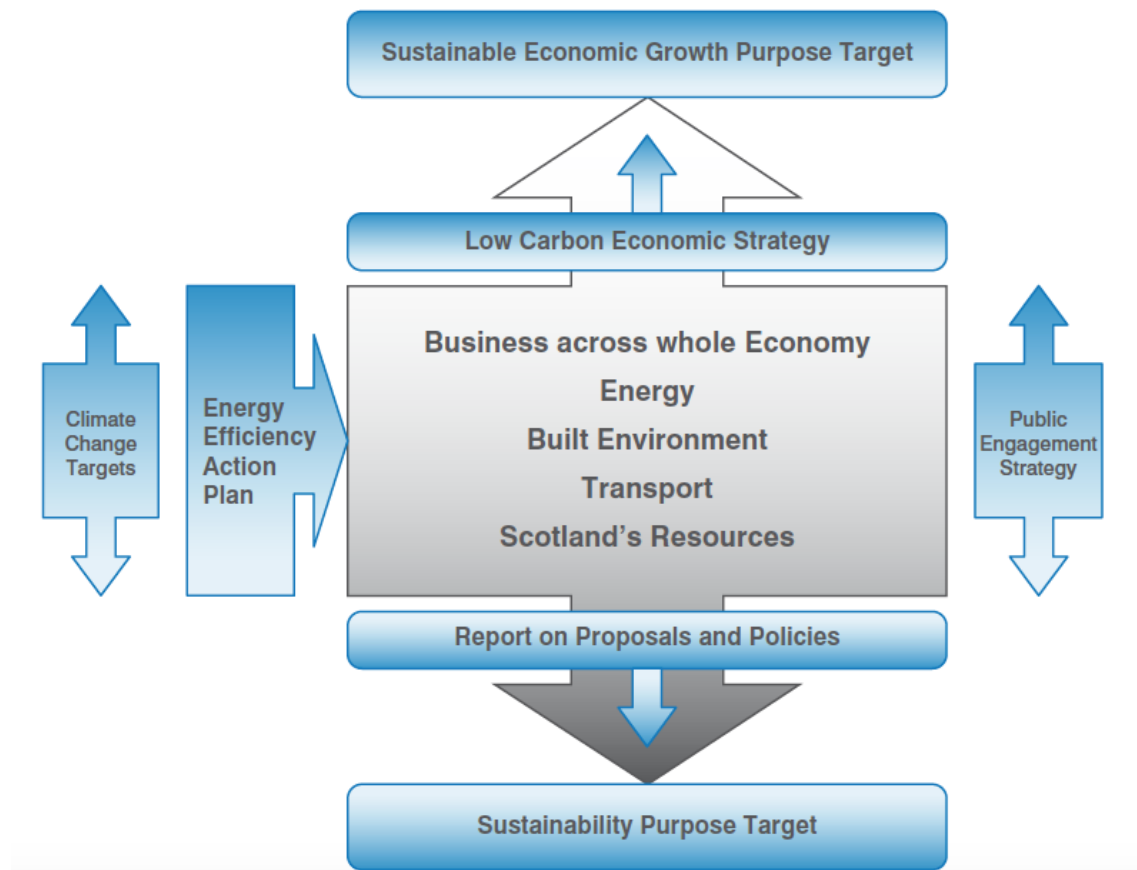 Sustainable Economic Growth Purpose Target
Low Carbon Economic Strategy
Climate
Change
Targets
Energy
Efficiency
Action
Plan
Business across whole Economy
Energy
Built Environment
Transport
Scotland’s Resources
Public
Engagement
Strategy
Report on Proposals and Policies
Sustainability Purpose Target